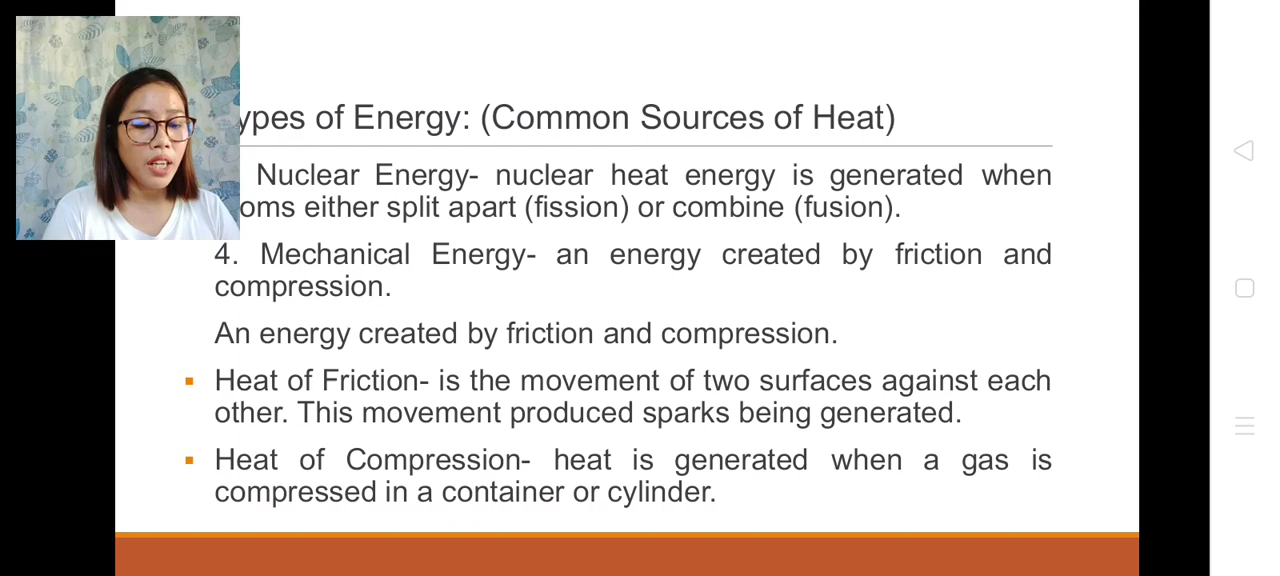 ypes of Energy: (Common Sources of Heat)
Nuclear Energy- nuclear heat energy is generated when
oms either split apart (fission) or combine (fusion).
4. Mechanical Energy- an energy created by friction and
compression.
An energy created by friction and compression.
▪ Heat of Friction- is the movement of two surfaces against each
other. This movement produced sparks being generated.
▪ Heat of Compression- heat is generated when a gas is
compressed in a container or cylinder.